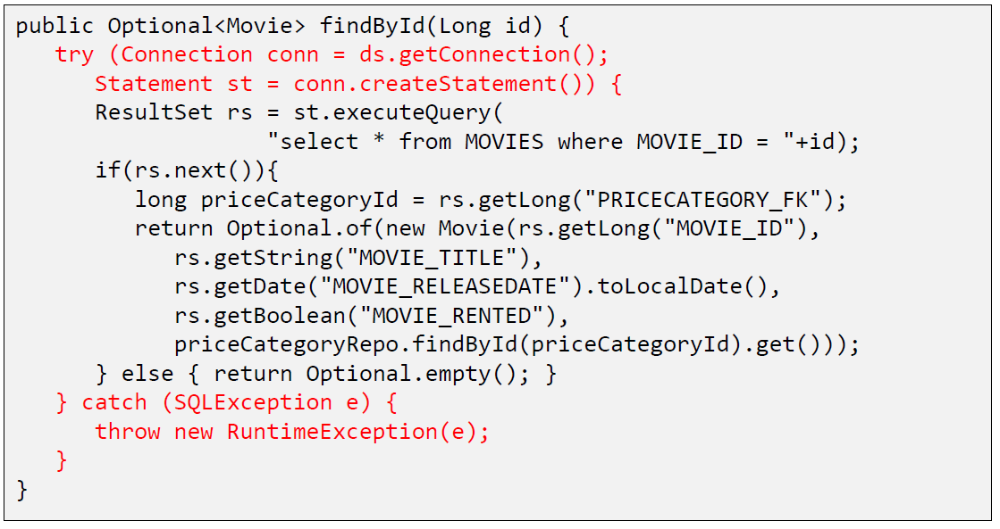 public Optional<Movie> findById(Long id) {
   try (Connection conn = ds.getConnection();
      Statement st = conn.createStatement()) {
      ResultSet rs = st.executeQuery(
                   "select * from MOVIES where MOVIE_ID = "+id);
      if(rs.next()){
         long priceCategoryId = rs.getLong("PRICECATEGORY_FK");
         return Optional.of(new Movie(rs.getLong("MOVIE_ID"),
            rs.getString("MOVIE_TITLE"),
            rs.getDate("MOVIE_RELEASEDATE").toLocalDate(),
            rs.getBoolean("MOVIE_RENTED"),
            priceCategoryRepo.findById(priceCategoryId).get()));
      } else { return Optional.empty(); }
   } catch (SQLException e) {
      throw new RuntimeException(e);
   }
}